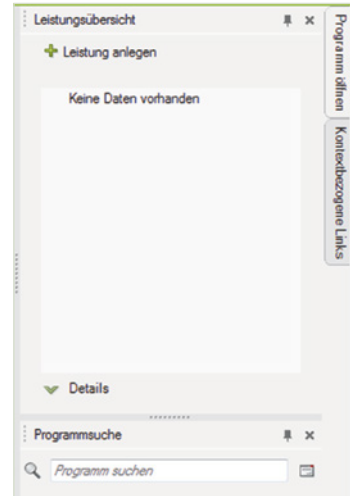 Leistungsübersicht
Leistung anlegen
Keine Daten vorhanden
Details
Programmsuche
Programm suchen
Programm öffnen
Kontextbezogene Links